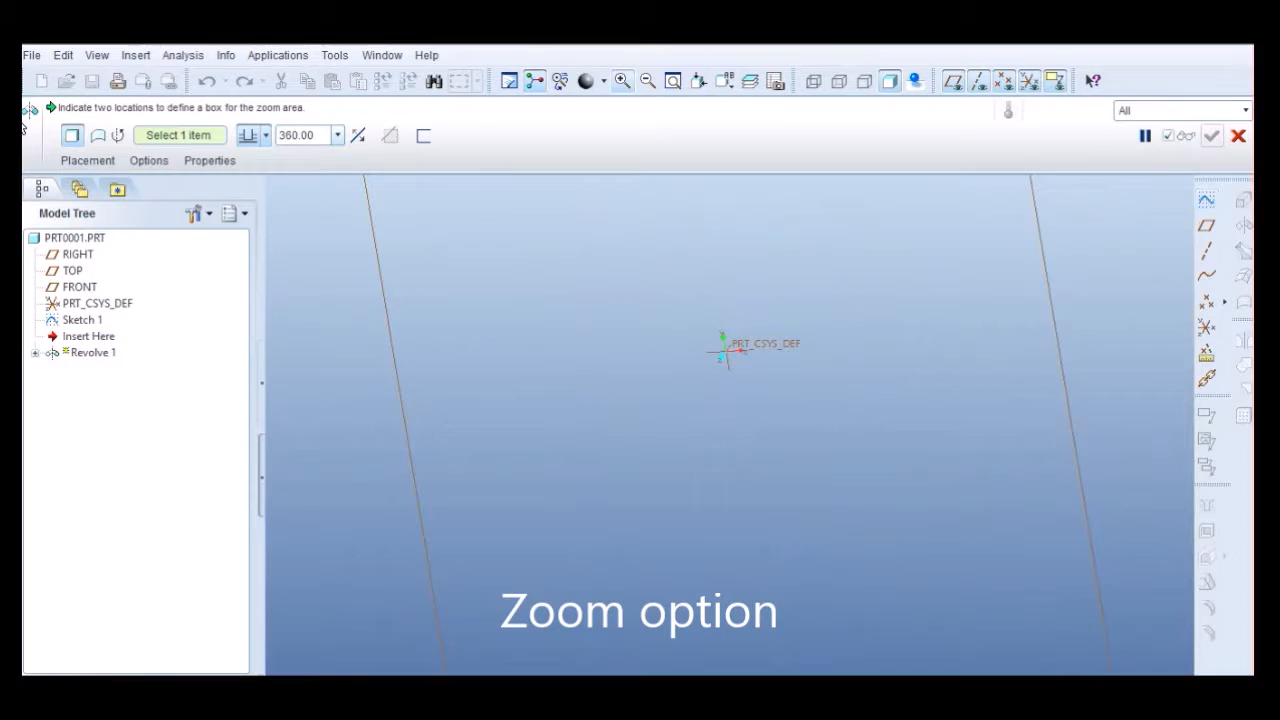 File Edit View Insert Analysis Info Applications Tools Window Help
Indicate two locations to define a box for the zoom area.
All
Select 1 item
360.00
Placement Options Properties
Model Tree
PRT0001.PRT
RIGHT
TOP
FRONT
PRT_CSYS_DEF
Sketch 1
Insert Here
Revolve 1
PRT_CSYS_DEF
Zoom option